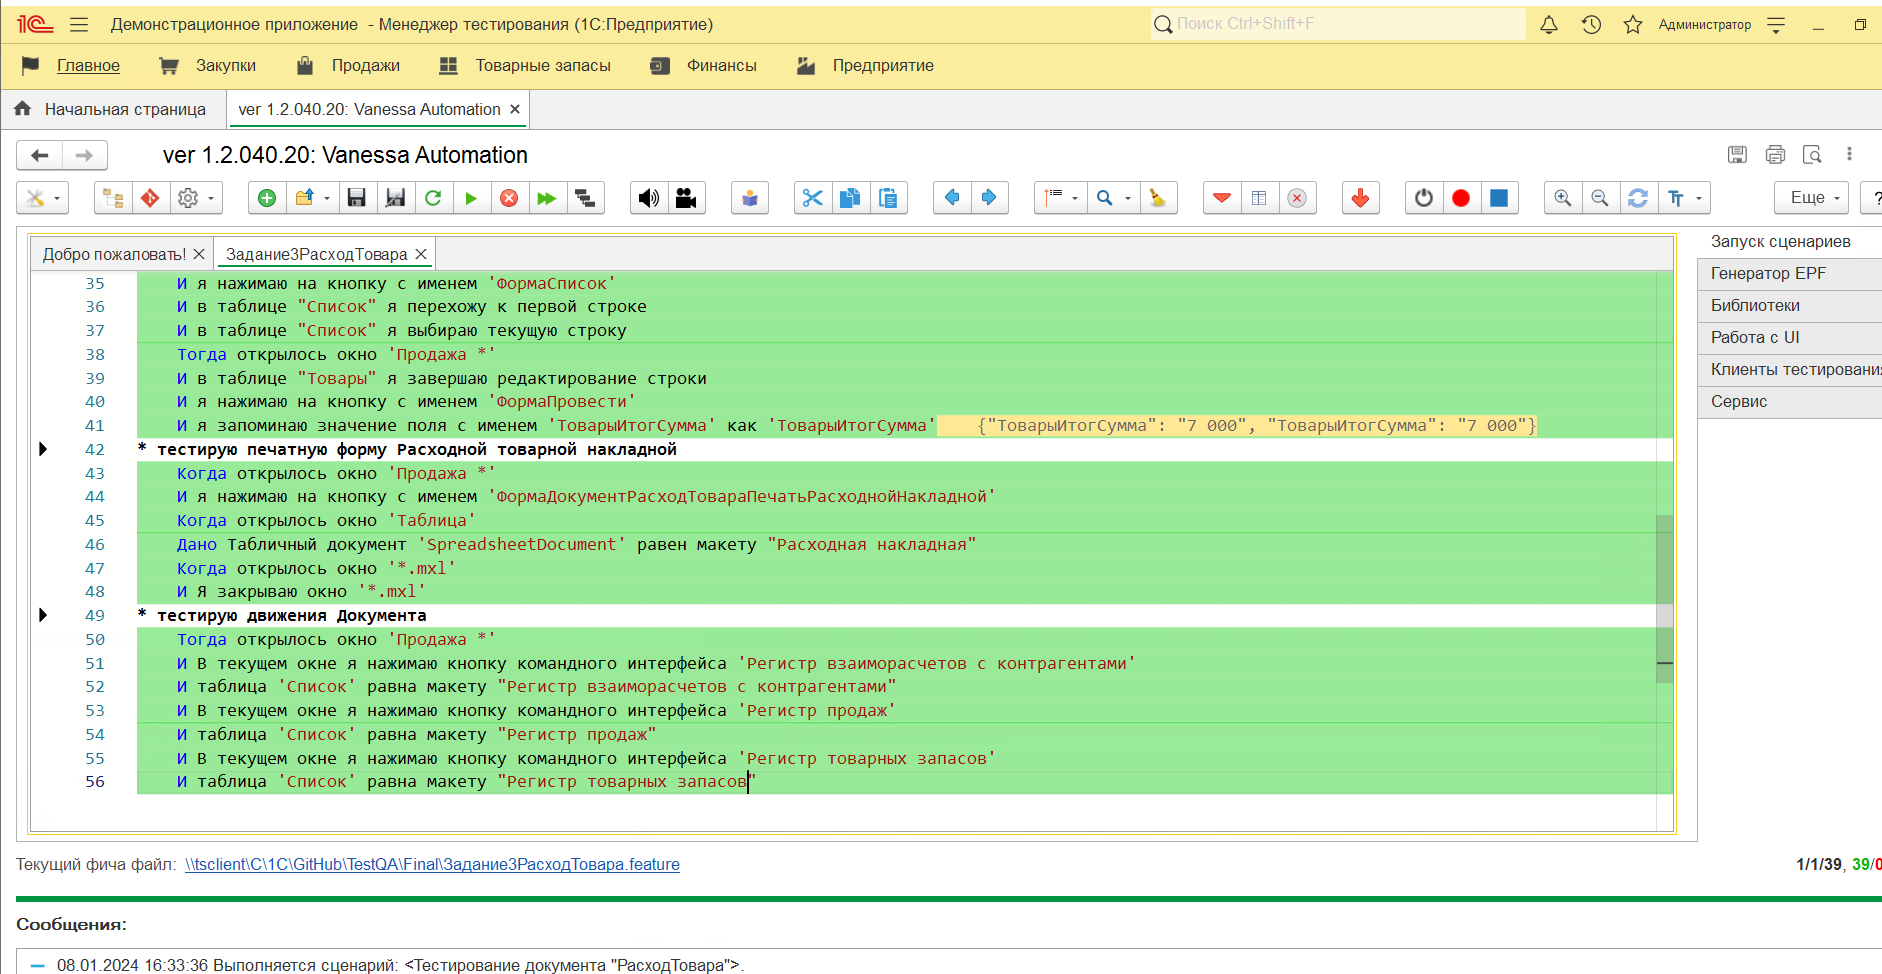 Демонстрационное приложение - Менеджер тестирования (1С:Предприятие)
Поиск Ctrl+Shift+F
Администратор
Главное Закупки Продажи Товарные запасы Финансы Предприятие
Начальная страница ver 1.2.040.20: Vanessa Automation
ver 1.2.040.20: Vanessa Automation
Еще
?
Добро пожаловать! Задание3РасходТовара
35 И я нажимаю на кнопку с именем 'ФормаСписок'
36 И в таблице "Список" я перехожу к первой строке
37 И в таблице "Список" я выбираю текущую строку
38 Тогда открылось окно 'Продажа *'
39 И в таблице "Товары" я завершаю редактирование строки
40 И я нажимаю на кнопку с именем 'ФормаПровести'
41 И я запоминаю значение поля с именем 'ТоварыИтогСумма' как 'ТоварыИтогСумма' {"ТоварыИтогСумма": "7 000", "ТоварыИтогСумма": "7 000"}
42 * тестирую печатную форму Расходной товарной накладной
43 Когда открылось окно 'Продажа *'
44 И я нажимаю на кнопку с именем 'ФормаДокументРасходТовараПечатьРасходнойНакладной'
45 Когда открылось окно 'Таблица'
46 Дано Табличный документ 'SpreadsheetDocument' равен макету "Расходная накладная"
47 Когда открылось окно '*.mxl'
48 И Я закрываю окно '*.mxl'
49 * тестирую движения Документа
50 Тогда открылось окно 'Продажа *'
51 И В текущем окне я нажимаю кнопку командного интерфейса 'Регистр взаиморасчетов с контрагентами'
52 И таблица 'Список' равна макету "Регистр взаиморасчетов с контрагентами"
53 И В текущем окне я нажимаю кнопку командного интерфейса 'Регистр продаж'
54 И таблица 'Список' равна макету "Регистр продаж"
55 И В текущем окне я нажимаю кнопку командного интерфейса 'Регистр товарных запасов'
56 И таблица 'Список' равна макету "Регистр товарных запасов"
Запуск сценариев
Генератор EPF
Библиотеки
Работа с UI
Клиенты тестирования
Сервис
Текущий фича файл: \\tsclient\C\1C\GitHub\TestQA\Final\Задание3РасходТовара.feature
1/1/39, 39/0
Сообщения:
08.01.2024 16:33:36 Выполняется сценарий: <Тестирование документа "РасходТовара">.